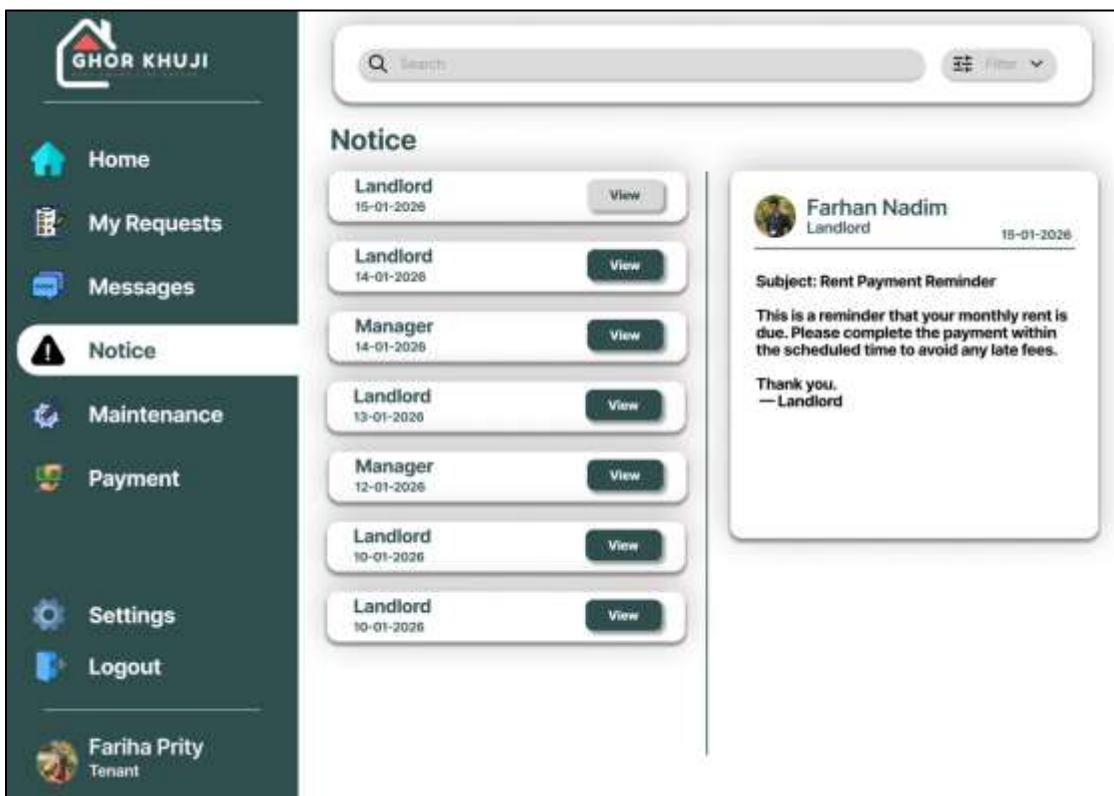 GHOR KHUJI
Home
My Requests
Messages
Notice
Maintenance
Payment
Settings
Logout
Fariha Prity
Tenant
Search
Filter
Notice
Landlord
15-01-2026
View
Landlord
14-01-2026
View
Manager
14-01-2026
View
Landlord
13-01-2026
View
Manager
12-01-2026
View
Landlord
10-01-2026
View
Landlord
10-01-2026
View
Farhan Nadim
Landlord
15-01-2026
Subject: Rent Payment Reminder
This is a reminder that your monthly rent is
due. Please complete the payment within
the scheduled time to avoid any late fees.
Thank you.
— Landlord